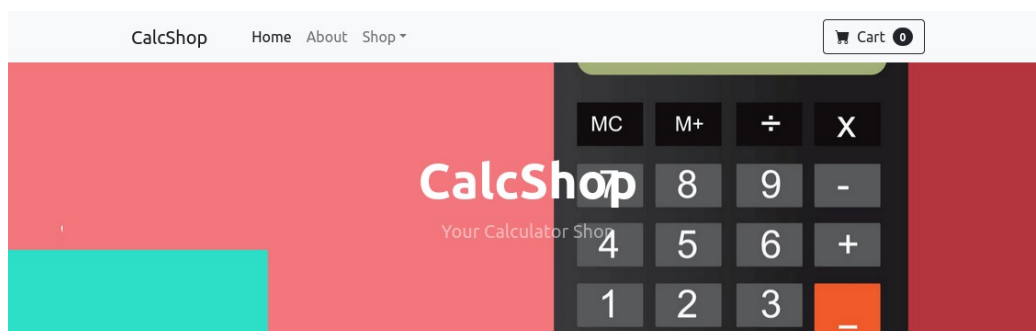 CalcShop Home About Shop Cart 0
MC M+ ÷ X
CalcShop
7 8 9 -
Your Calculator Shop
4 5 6 +
1 2 3 =